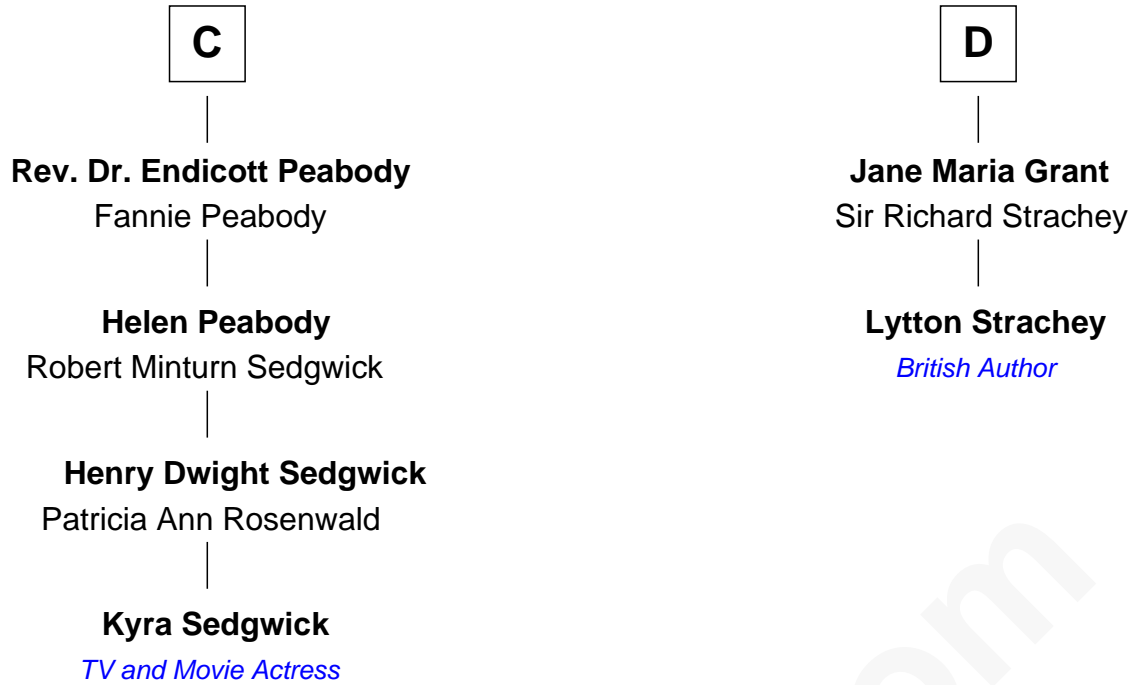 C
Rev. Dr. Endicott Peabody
Fannie Peabody
Helen Peabody
Robert Minturn Sedgwick
Henry Dwight Sedgwick
Patricia Ann Rosenwald
Kyra Sedgwick
TV and Movie Actress
D
Jane Maria Grant
Sir Richard Strachey
Lytton Strachey
British Author
om